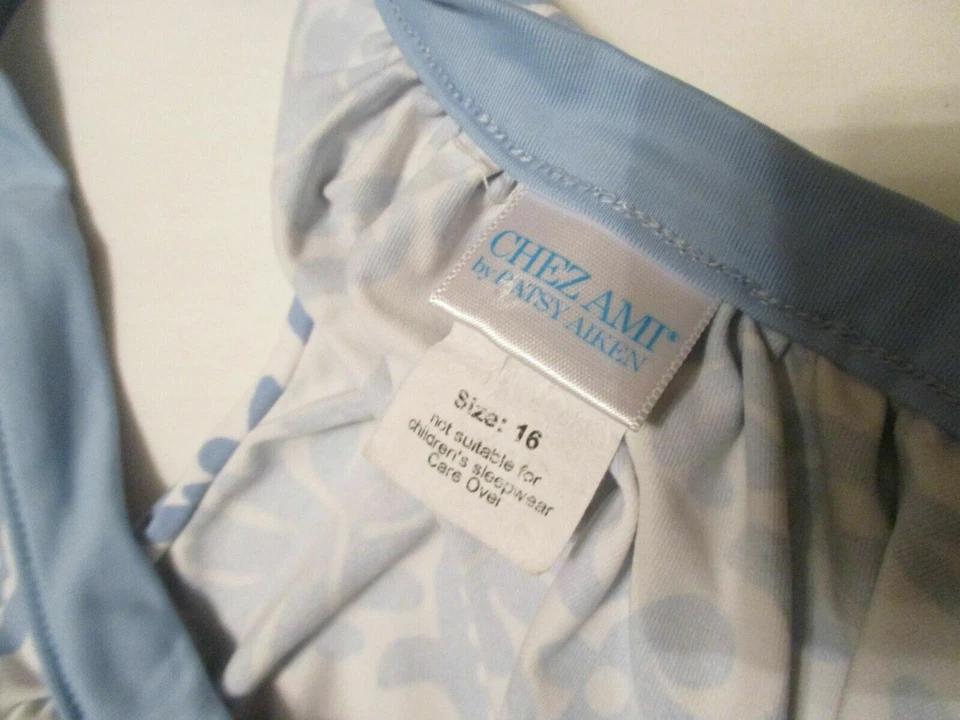 CHEZ AMI®
by PATSY AIKEN
Size: 16
not suitable for
children's sleepwear
Care Over